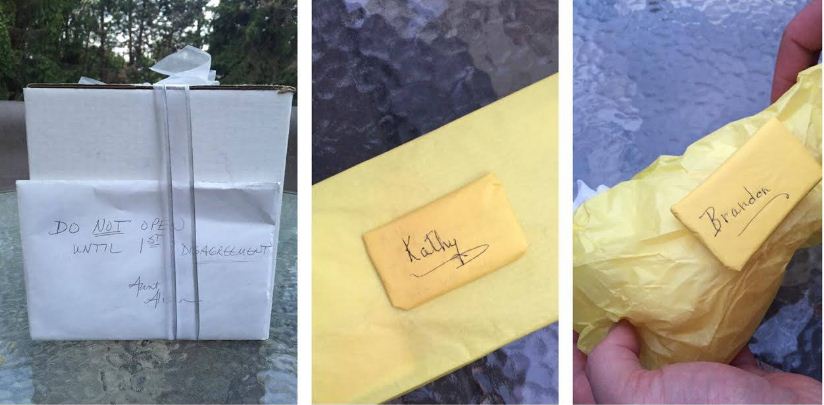 DO NOT OPEN
UNTIL 1ST DISAGREEMENT
Aunt
Kathy
Brandon